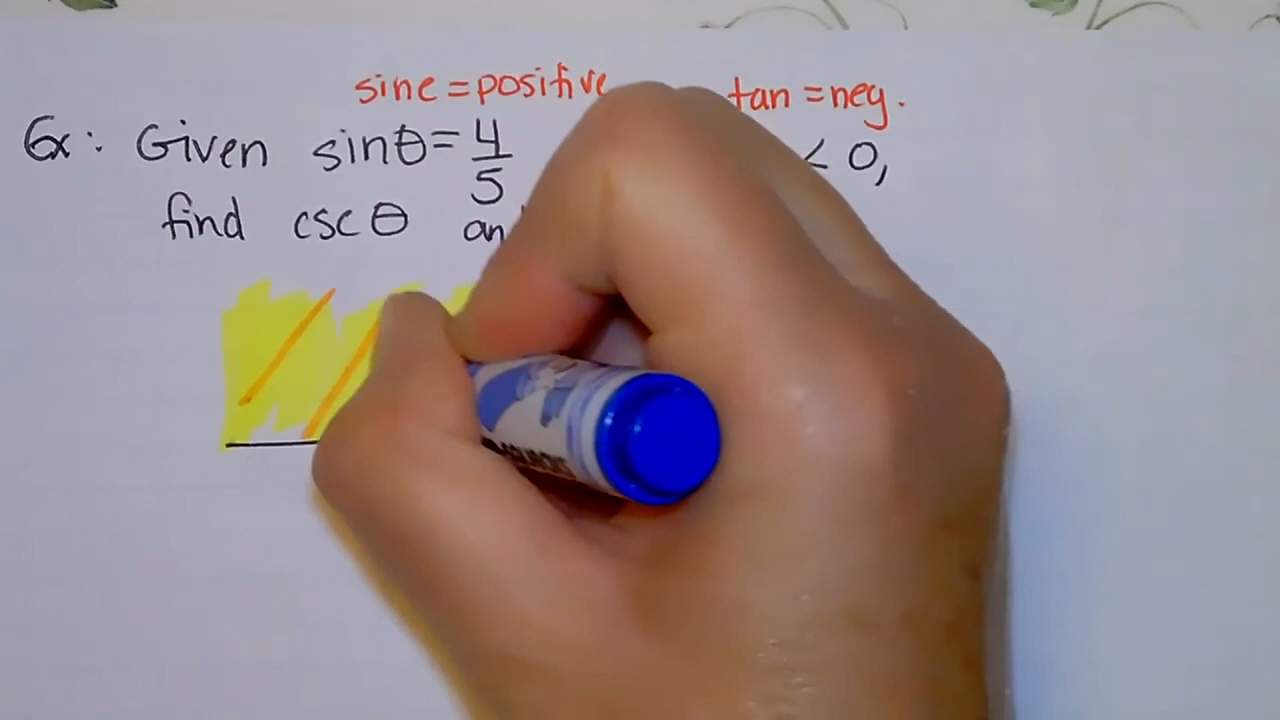 sine = positive tan = neg.
Ex: Given sinθ = 4/5 < 0,
find cscθ an